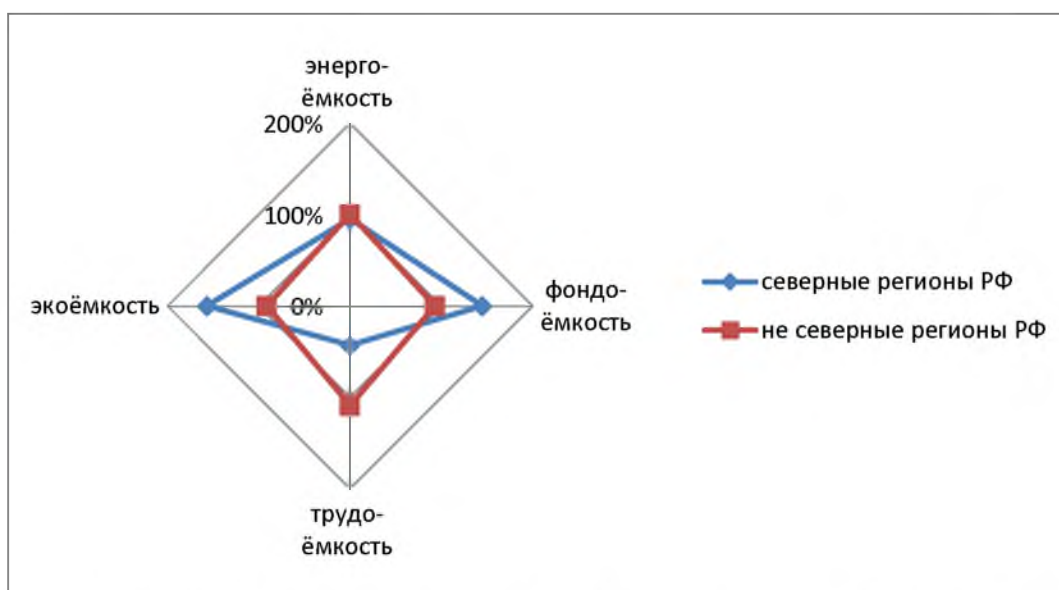 энерго-
ёмкость
200%
100%
0%
экоёмкость
фондо-
ёмкость
трудо-
ёмкость
северные регионы РФ
не северные регионы РФ